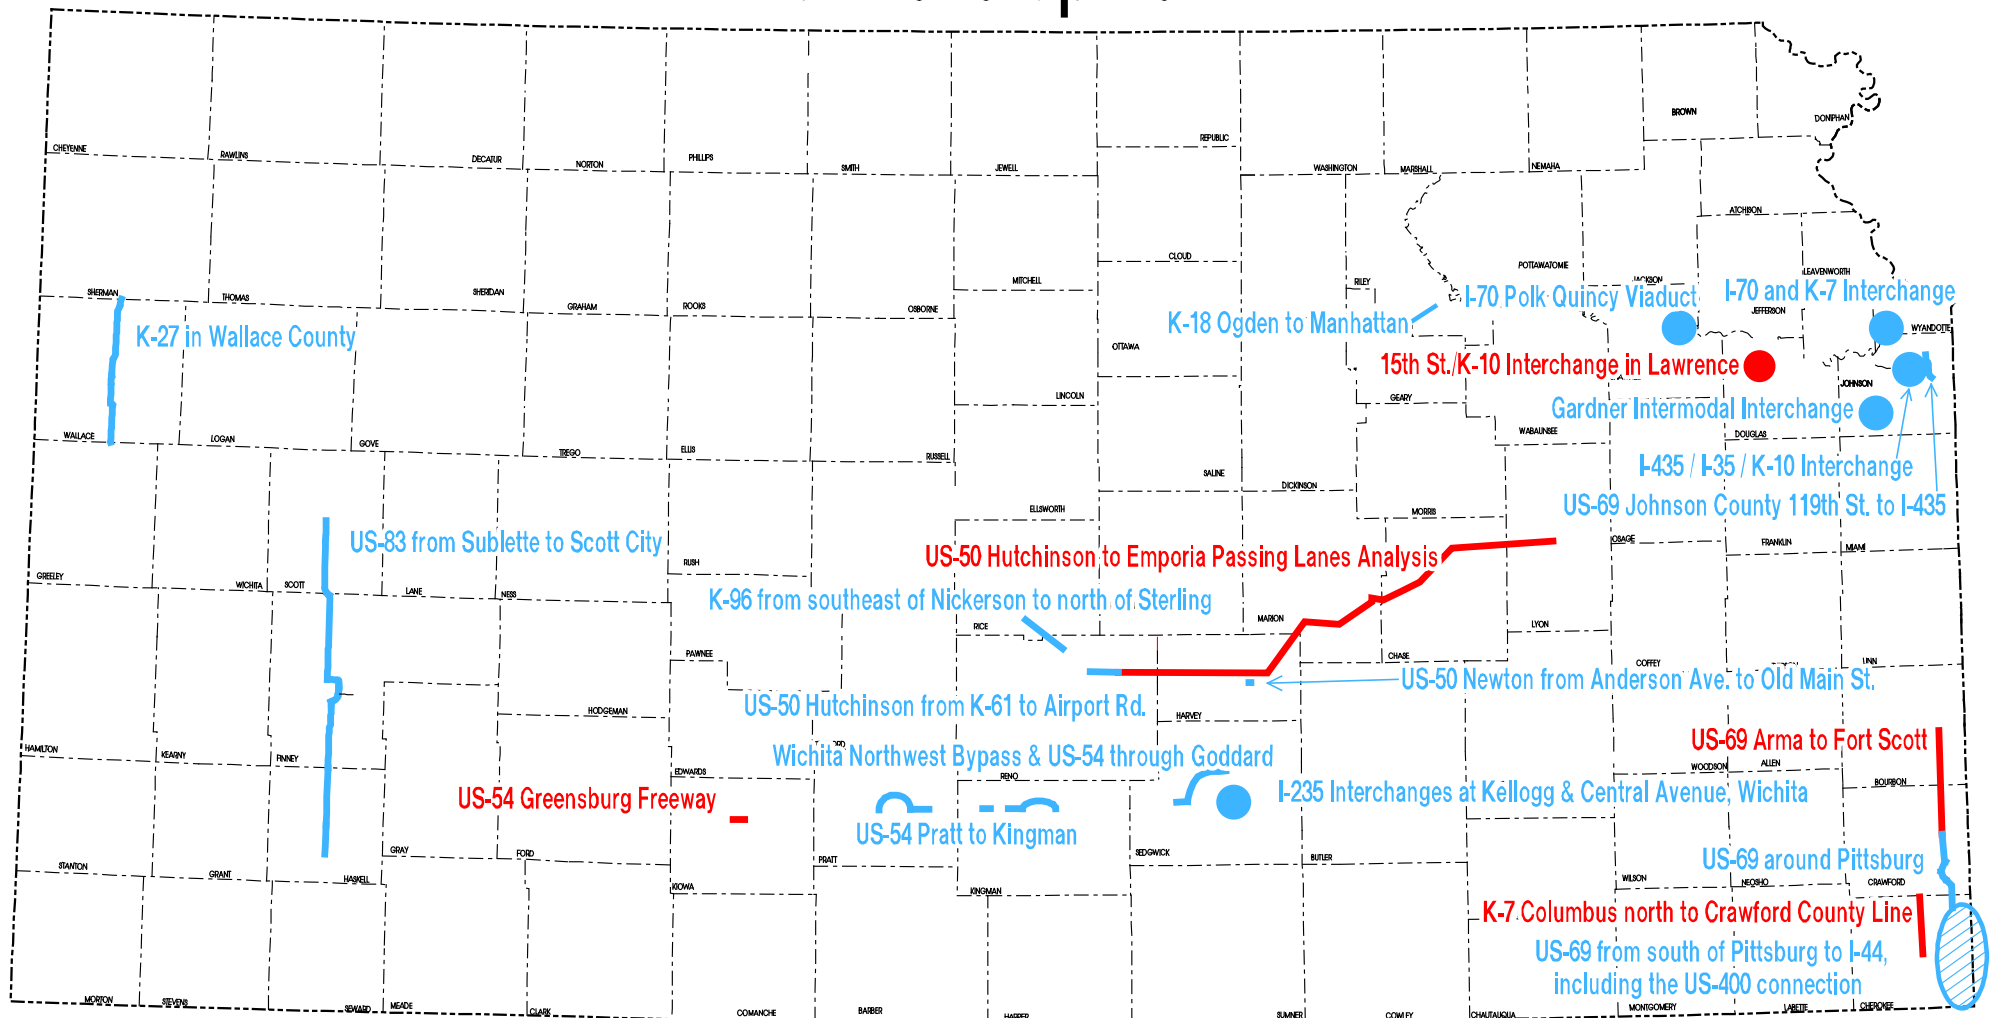 BROWN
DONIPHAN
REPUBLIC
CHEYENNE
RAWLINS
DECATUR
NORTON
PHILLIPS
SMITH
JEWELL
WASHINGTON
MARSHALL
NEMAHA
ATCHISON
CLOUD
POTTAWATOMIE
JACKSON
LEAVENWORTH
MITCHELL
RILEY
SHERMAN
THOMAS
SHERIDAN
GRAHAM
ROOKS
OSBORNE
I-70 Polk Quincy Viaduct
I-70 and K-7 Interchange
JEFFERSON
K-18 Ogden to Manhattan
WYANDOTTE
K-27 in Wallace County
OTTAWA
15th St./K-10 Interchange in Lawrence
JOHNSON
LINCOLN
GEARY
Gardner Intermodal Interchange
WALLACE
LOGAN
GOVE
TREGO
ELLIS
RUSSELL
WABAUNSEE
DOUGLAS
SALINE
DICKINSON
I-435 / I-35 / K-10 Interchange
US-69 Johnson County 119th St. to I-435
ELLSWORTH
MORRIS
US-83 from Sublette to Scott City
OSAGE
FRANKLIN
MIAMI
US-50 Hutchinson to Emporia Passing Lanes Analysis
RUSH
GREELEY
WICHITA
SCOTT
LANE
NESS
K-96 from southeast of Nickerson to north of Sterling
RICE
MARION
LYON
PAWNEE
CHASE
COFFEY
LINN
US-50 Newton from Anderson Ave. to Old Main St.
US-50 Hutchinson from K-61 to Airport Rd.
HODGEMAN
HARVEY
HAMILTON
KEARNY
FINNEY
US-69 Arma to Fort Scott
Wichita Northwest Bypass & US-54 through Goddard
EDWARDS
RENO
WOODSON
ALLEN
BOURBON
US-54 Greensburg Freeway
I-235 Interchanges at Kellogg & Central Avenue, Wichita
US-54 Pratt to Kingman
GRAY
FORD
PRATT
SEDGWICK
BUTLER
US-69 around Pittsburg
STANTON
GRANT
HASKELL
KIOWA
KINGMAN
WILSON
NEOSHO
CRAWFORD
K-7 Columbus north to Crawford County Line
US-69 from south of Pittsburg to I-44,
including the US-400 connection
MORTON
STEVENS
SEWARD
MEADE
CLARK
COMANCHE
BARBER
HARPER
SUMNER
COWLEY
CHAUTAUQUA
MONTGOMERY
LABETTE
CHEROKEE